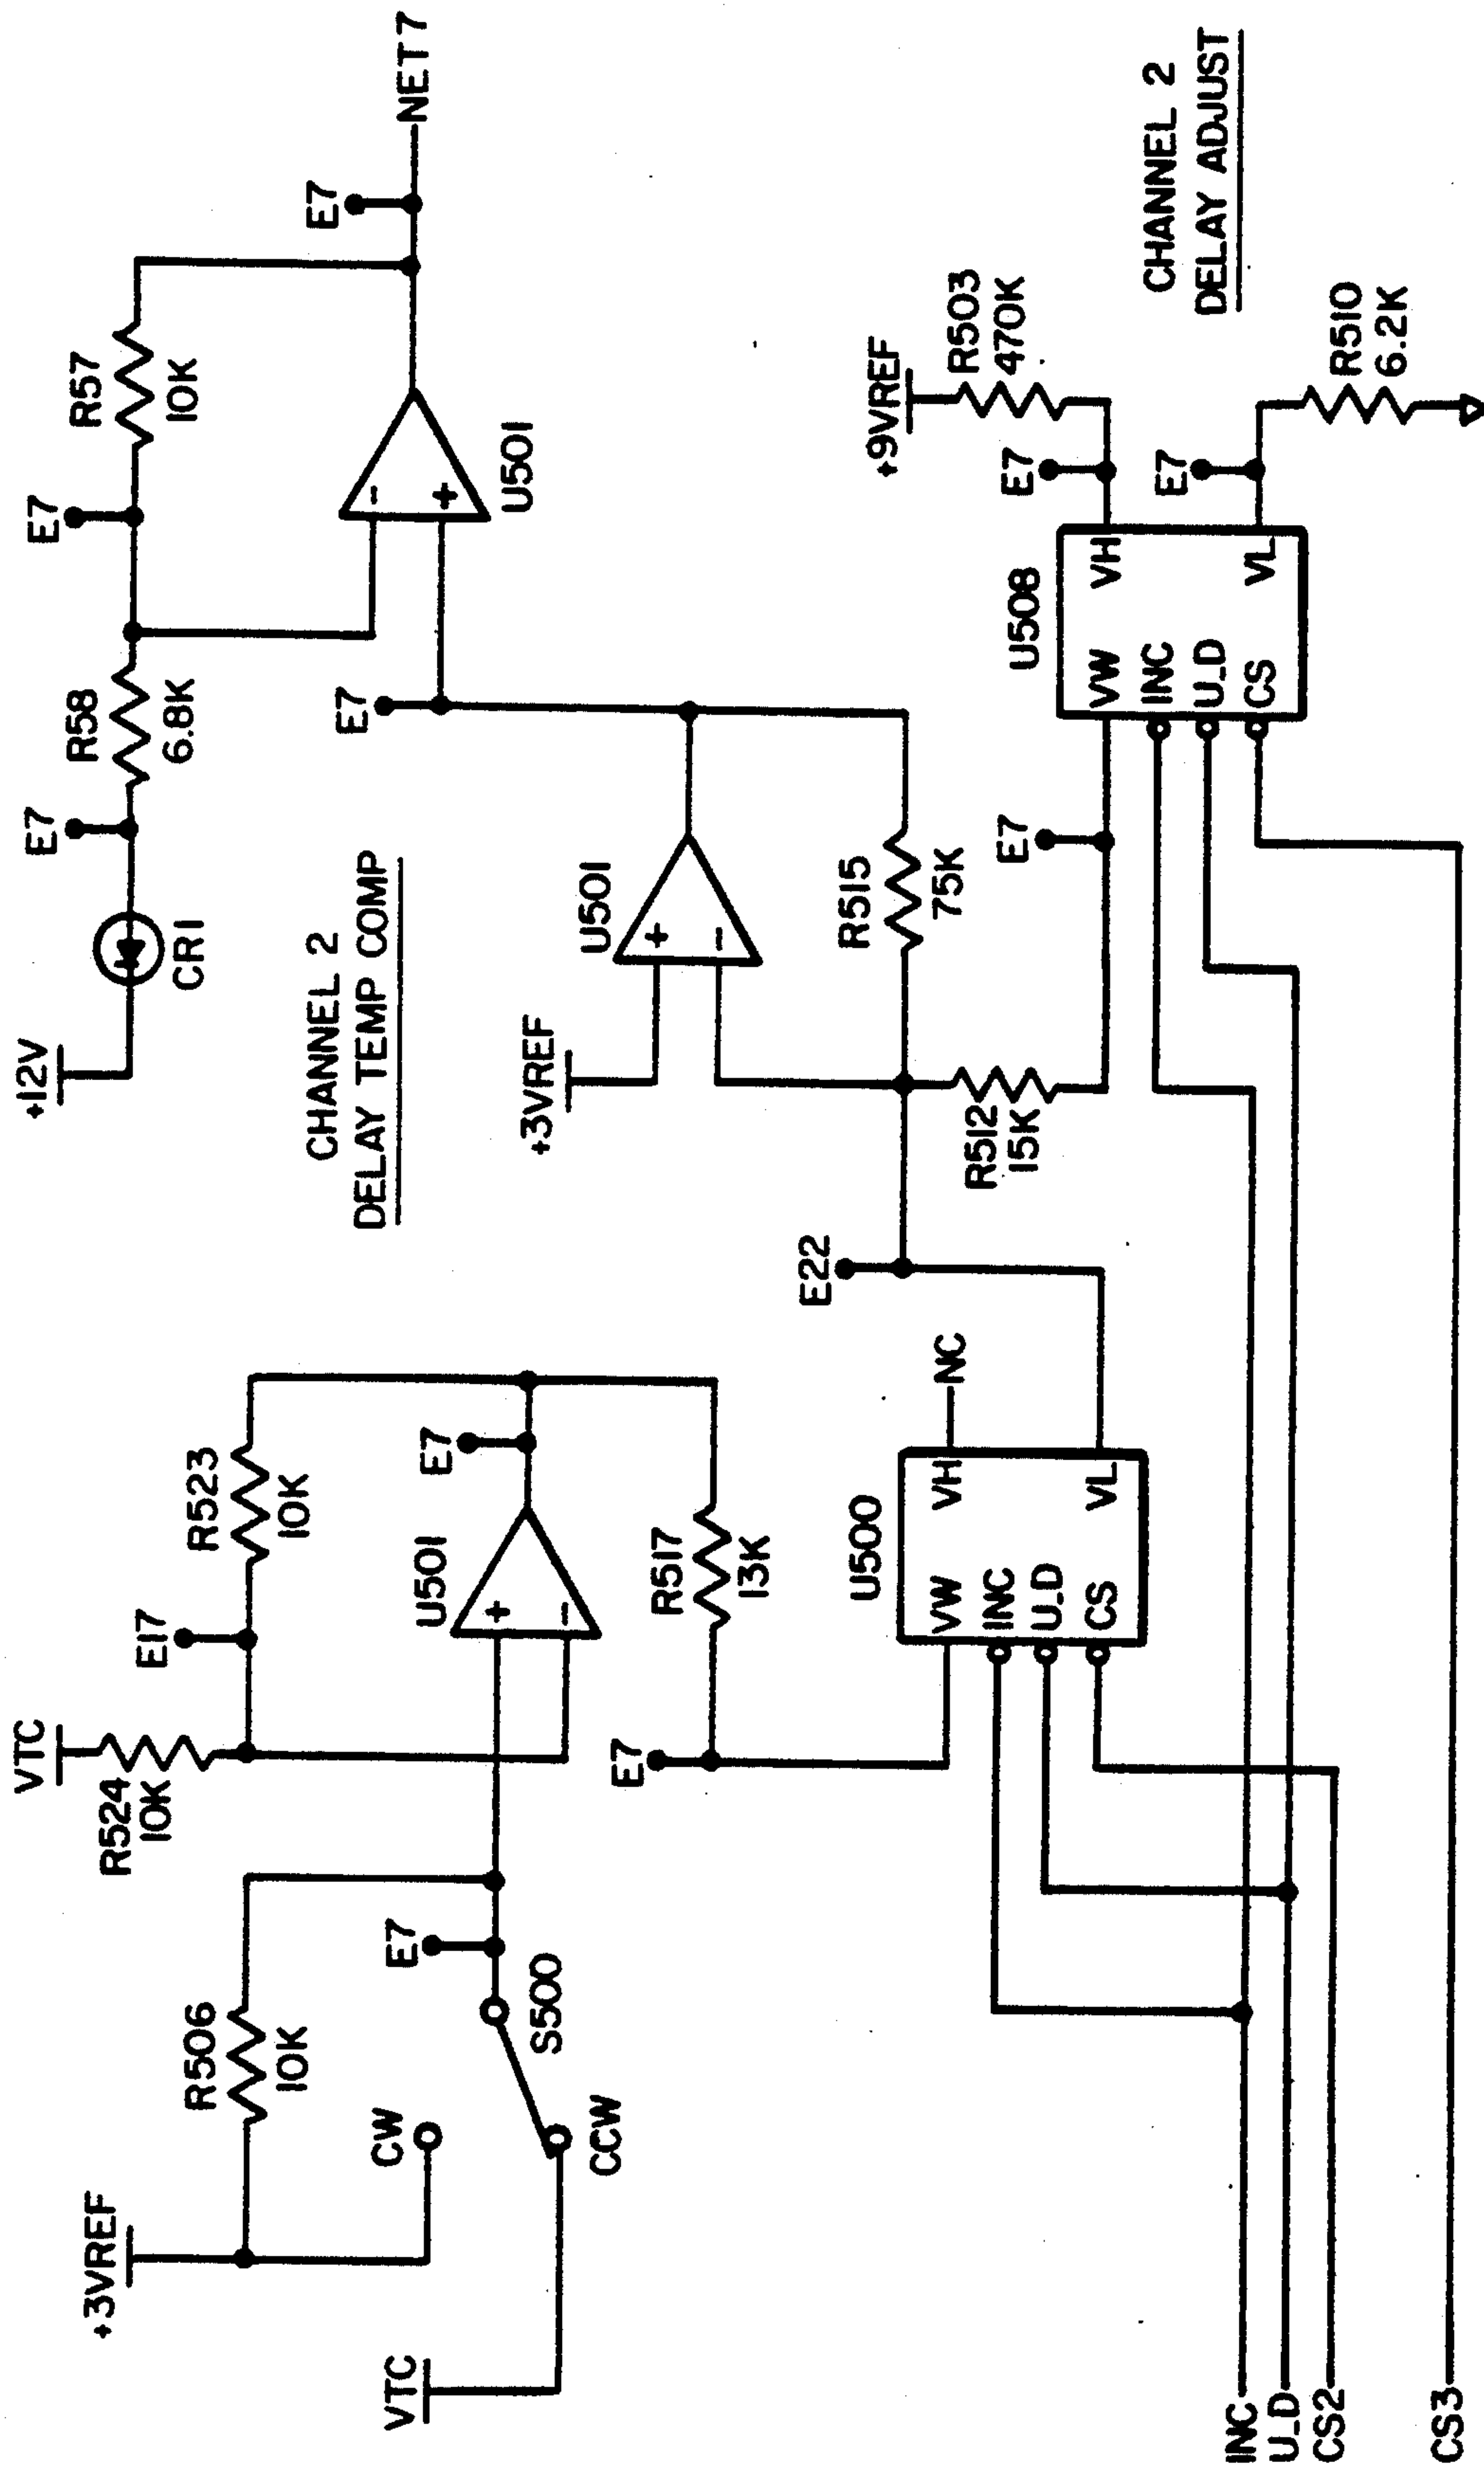 +12V
CR1
E7
R58
6.8K
E7
R57
10K
E7
NET7
CHANNEL 2
DELAY TEMP COMP
VTC
R524
10K
E17
R523
10K
+3VREF
R506
10K
CW
E7
S500
CCW
VTC
+
-
U501
E7
R517
13K
E7
+3VREF
+
-
U501
E7
-
+
U501
R515
75K
E22
R512
15K
U500
VW
INC
U_D
CS
VH
VL
NC
E7
U508
VW
INC
U_D
CS
VH
VL
E7
E7
+9VREF
R503
470K
R510
6.2K
CHANNEL 2
DELAY ADJUST
INC
U_D
CS2
CS3